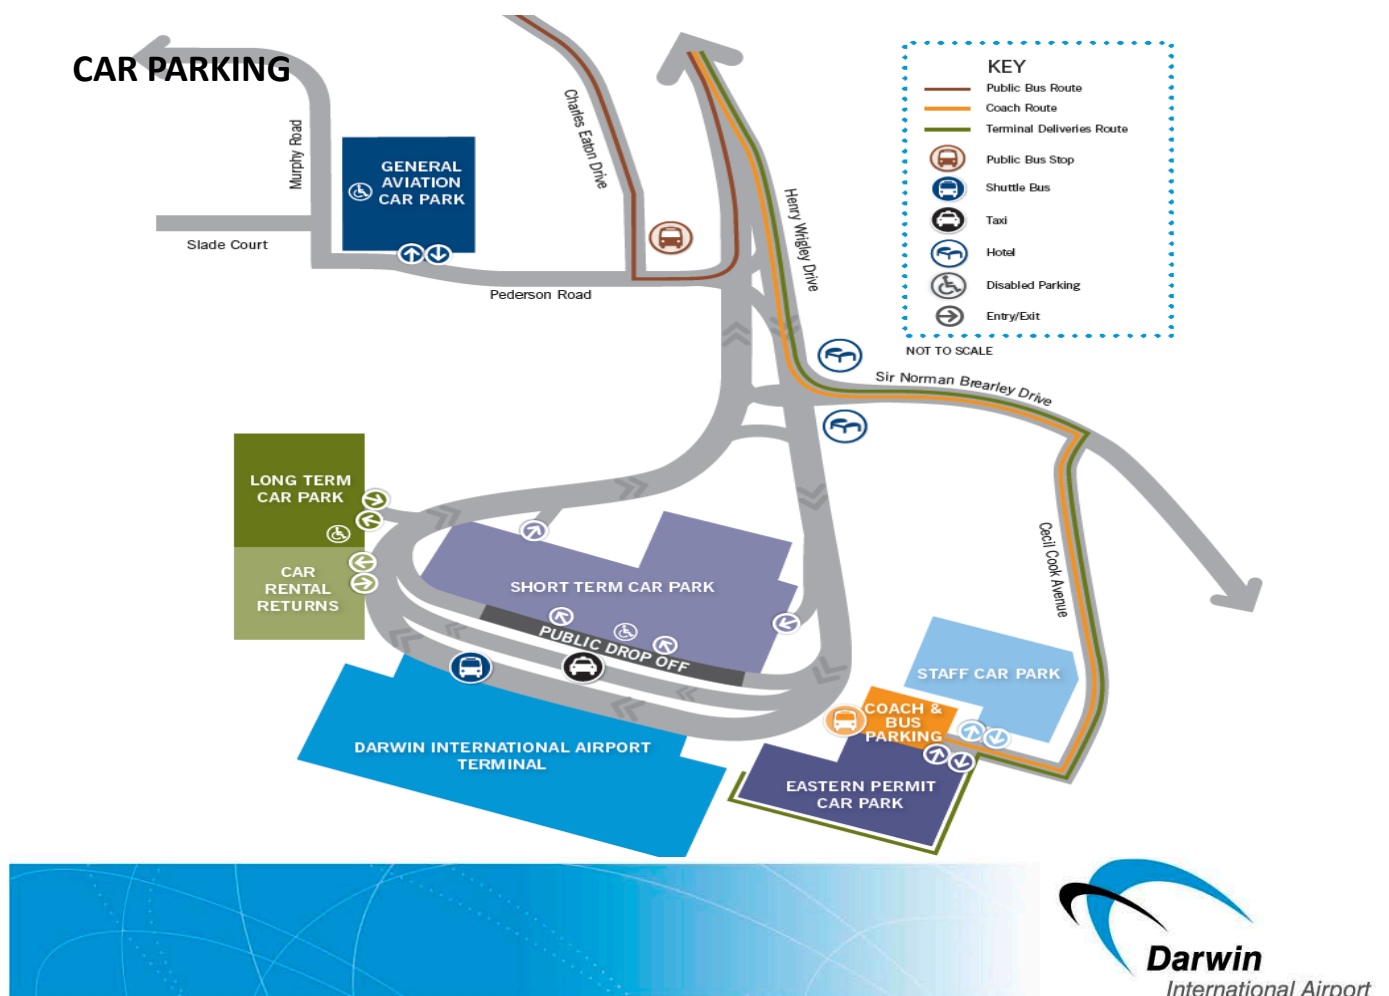 CAR PARKING
KEY
Public Bus Route
Coach Route
Terminal Deliveries Route
Public Bus Stop
Shuttle Bus
Taxi
Hotel
Disabled Parking
Entry/Exit
NOT TO SCALE
Charles Eaton Drive
Murphy Road
GENERAL
AVIATION
CAR PARK
Slade Court
Pederson Road
Henry Wrigley Drive
Sir Norman Brearley Drive
LONG TERM
CAR PARK
CAR
RENTAL
RETURNS
SHORT TERM CAR PARK
PUBLIC DROP OFF
Cecil Cook Avenue
STAFF CAR PARK
COACH &
BUS
PARKING
DARWIN INTERNATIONAL AIRPORT
TERMINAL
EASTERN PERMIT
CAR PARK
Darwin
International Airport